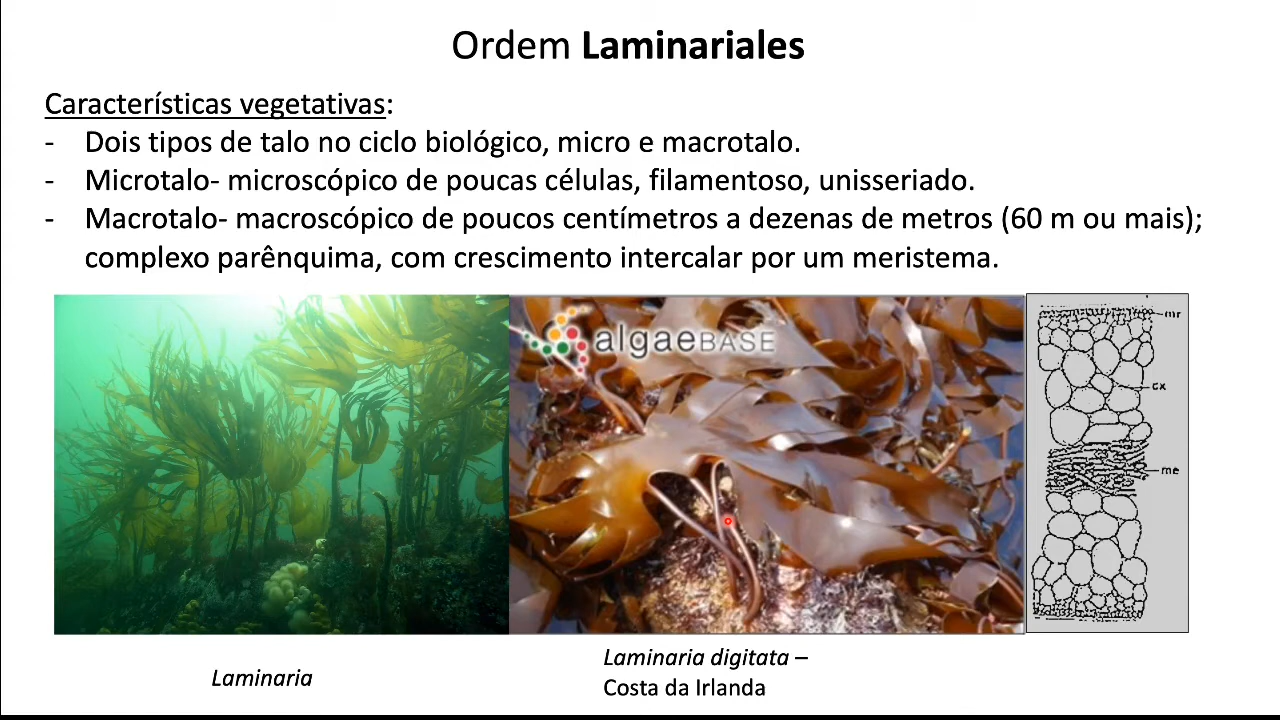 Ordem Laminariales
Características vegetativas:
- Dois tipos de talo no ciclo biológico, micro e macrotalo.
- Microtalo- microscópico de poucas células, filamentoso, unisseriado.
- Macrotalo- macroscópico de poucos centímetros a dezenas de metros (60 m ou mais);
complexo parênquima, com crescimento intercalar por um meristema.
algaeBASE
mr
cx
me
Laminaria
Laminaria digitata –
Costa da Irlanda